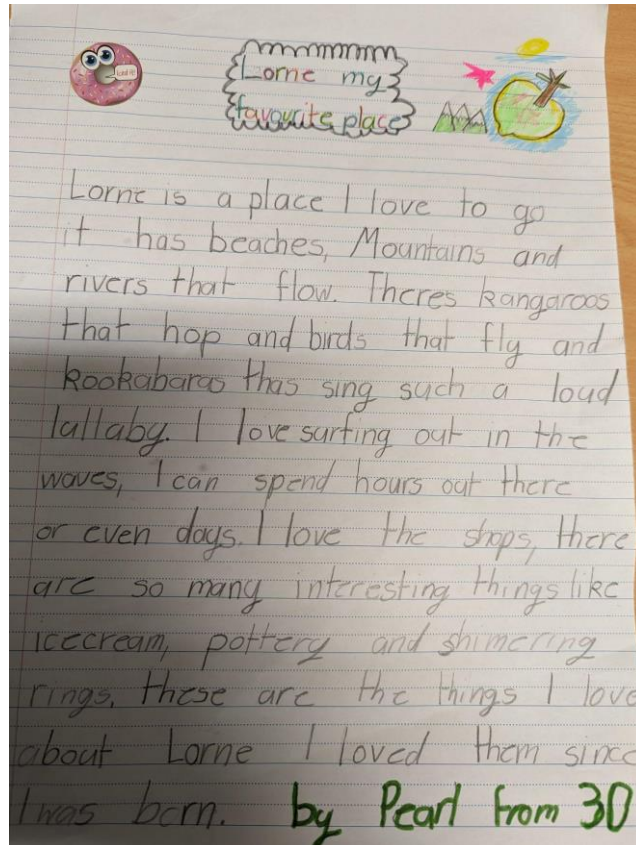 Lorne my
favourite place
Lorne is a place I love to go
it has beaches, Mountains and
rivers that flow. Theres kangaroos
that hop and birds that fly and
kookabaras thas sing such a loud
lallaby. I love surfing out in the
waves, I can spend hours out there
or even days. I love the shops, there
are so many interesting things like
icecream, pottery and shimering
rings, these are the things I love
about Lorne I loved them since
I was born. by Pearl from 3D